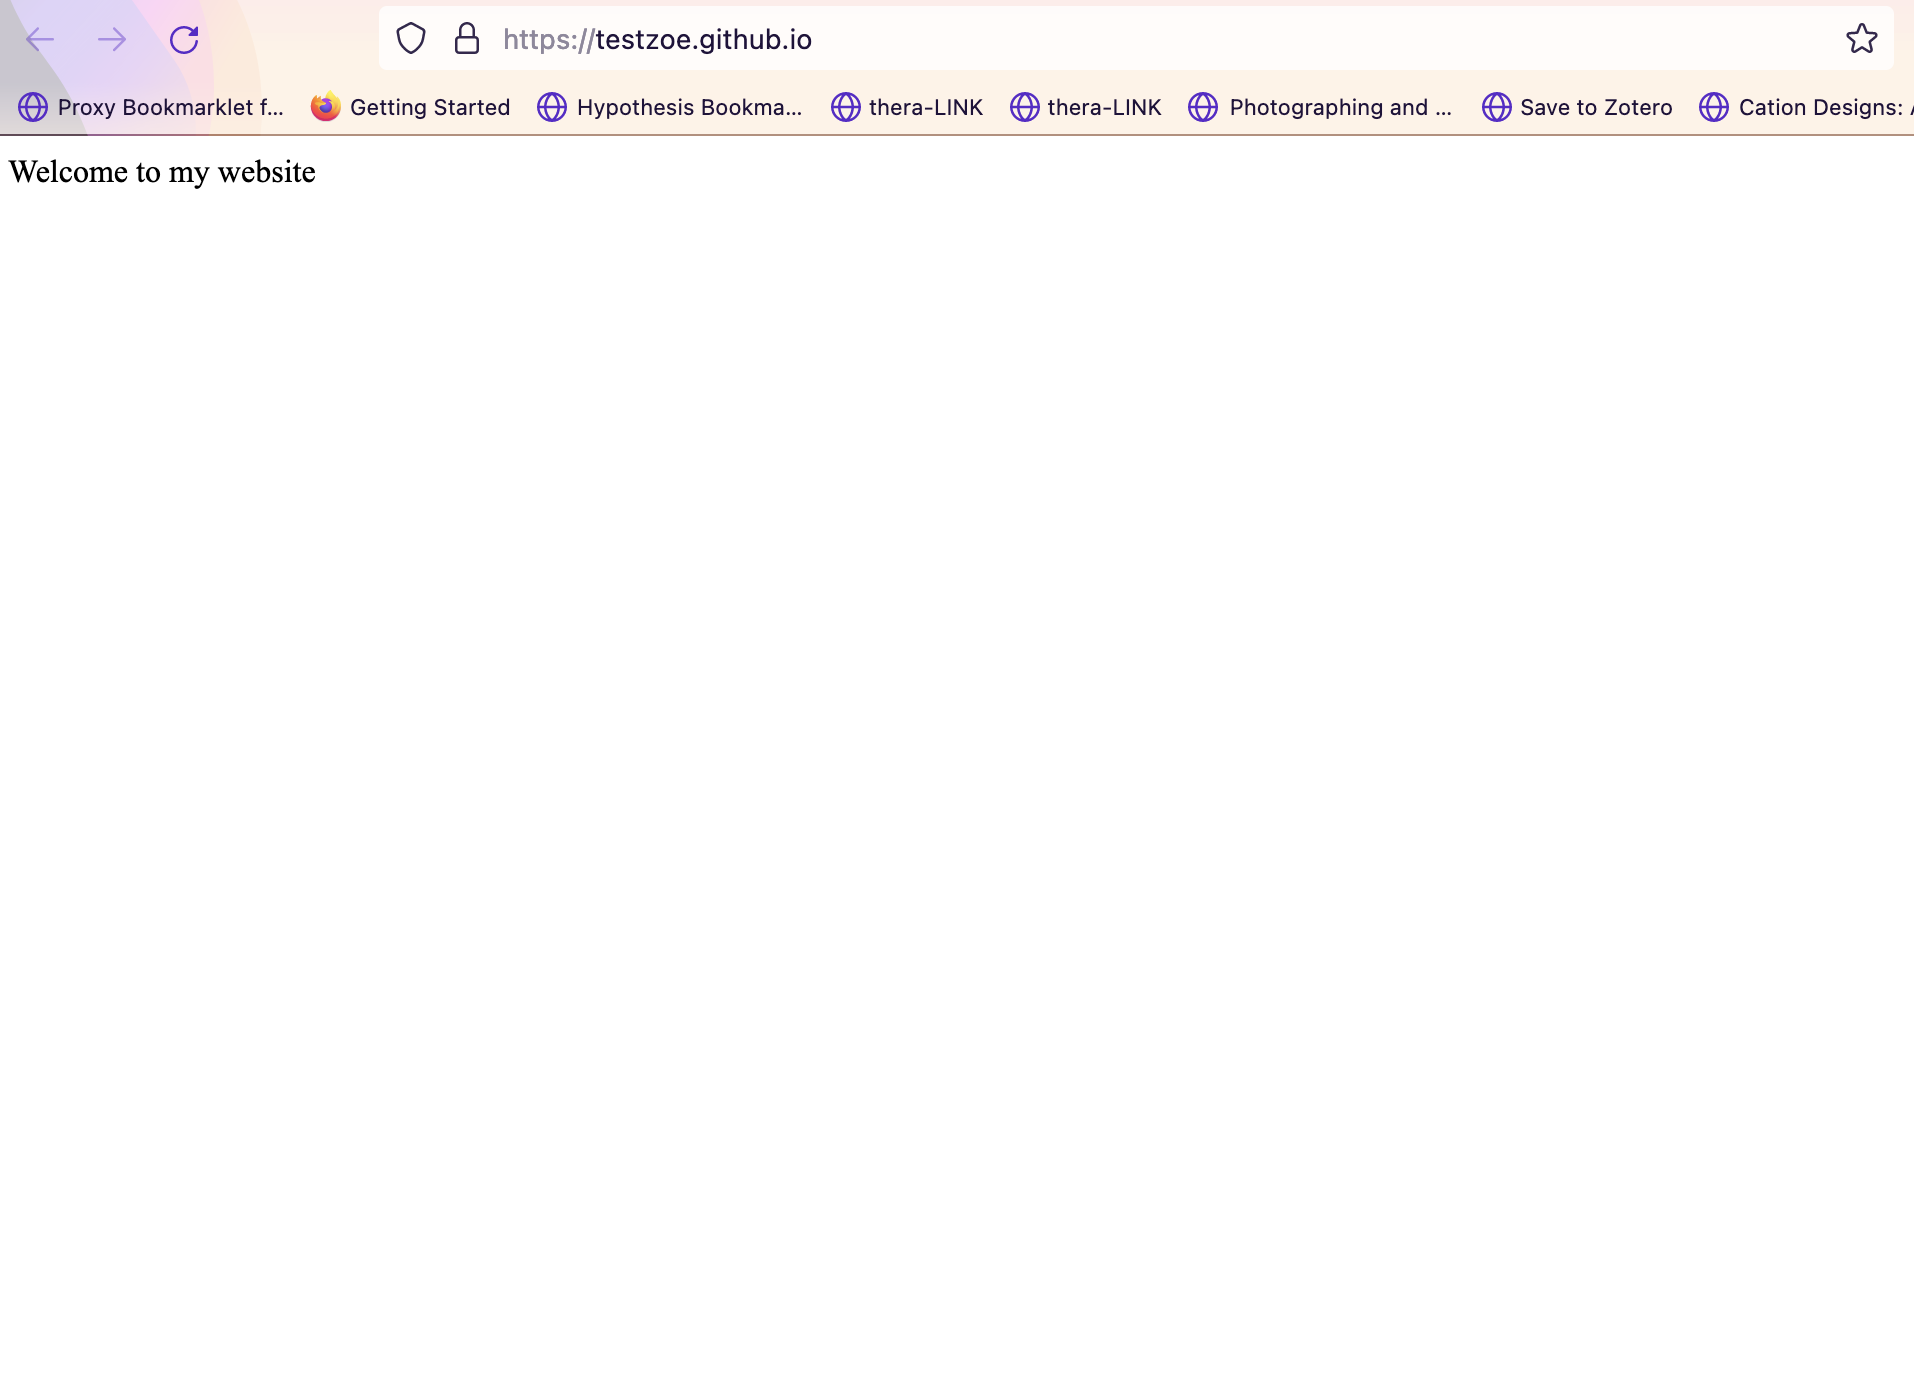 https://testzoe.github.io
Proxy Bookmarklet f... Getting Started Hypothesis Bookma... thera-LINK thera-LINK Photographing and ... Save to Zotero Cation Designs:
Welcome to my website